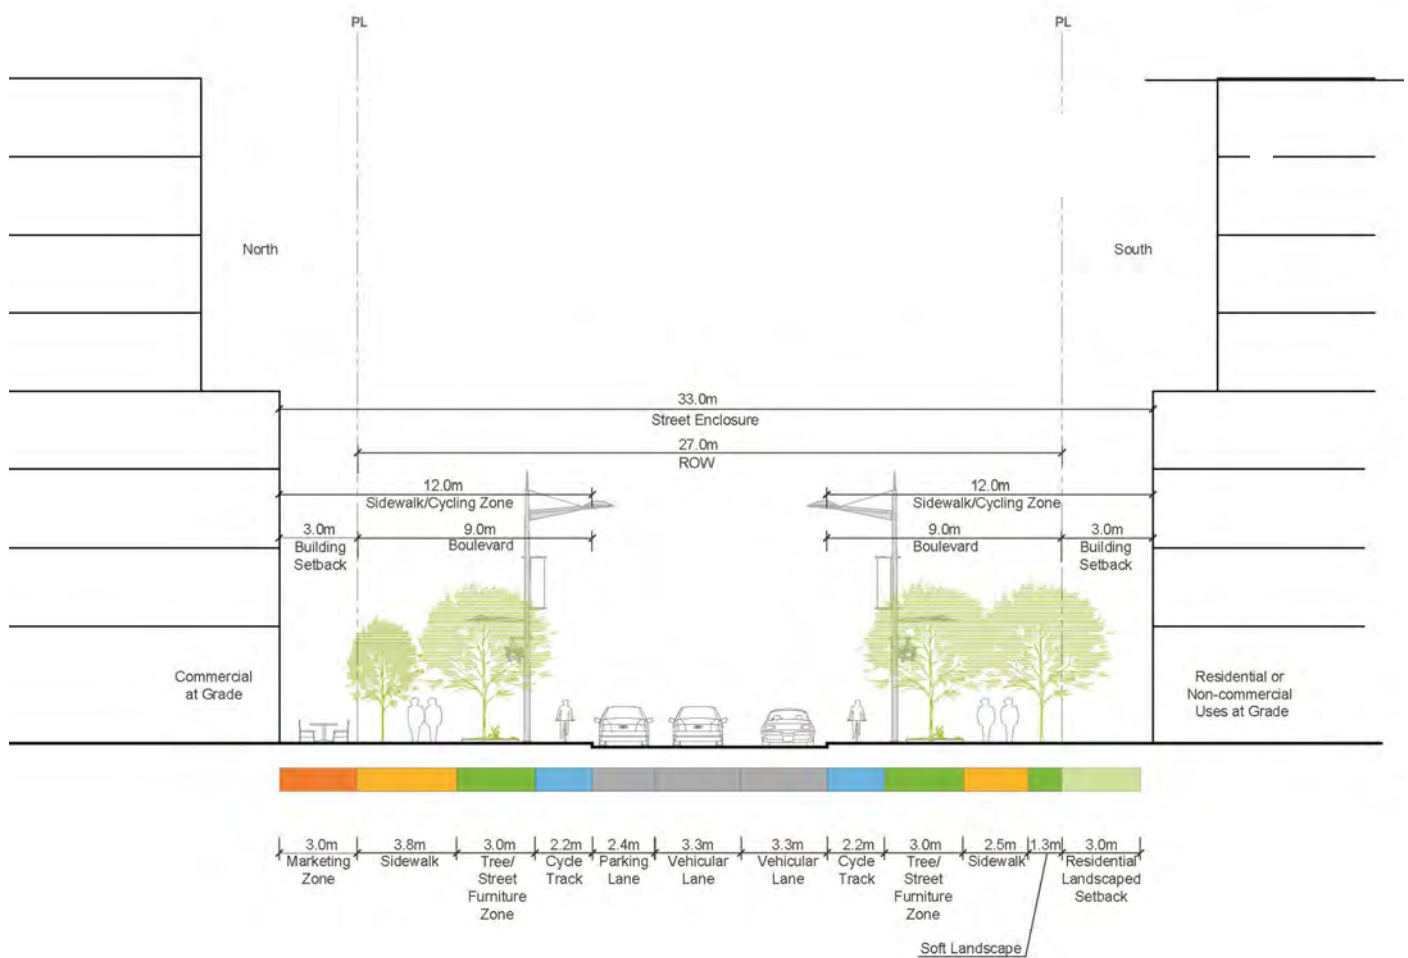 PL
PL
North
South
33.0m
Street Enclosure
27.0m
ROW
12.0m
Sidewalk/Cycling Zone
12.0m
Sidewalk/Cycling Zone
3.0m
Building
Setback
9.0m
Boulevard
9.0m
Boulevard
3.0m
Building
Setback
Commercial
at Grade
Residential or
Non-commercial
Uses at Grade
3.0m
Marketing
Zone
3.8m
Sidewalk
3.0m
Tree/
Street
Furniture
Zone
2.2m
Cycle
Track
2.4m
Parking
Lane
3.3m
Vehicular
Lane
3.3m
Vehicular
Lane
2.2m
Cycle
Track
3.0m
Tree/
Street
Furniture
Zone
2.5m
Sidewalk
1.3m
Soft Landscape
3.0m
Residential
Landscaped
Setback